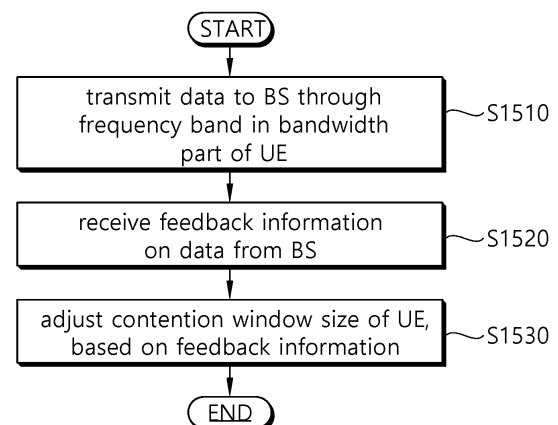 START
transmit data to BS through
frequency band in bandwidth
part of UE
S1510
receive feedback information
on data from BS
S1520
adjust contention window size of UE,
based on feedback information
S1530
END